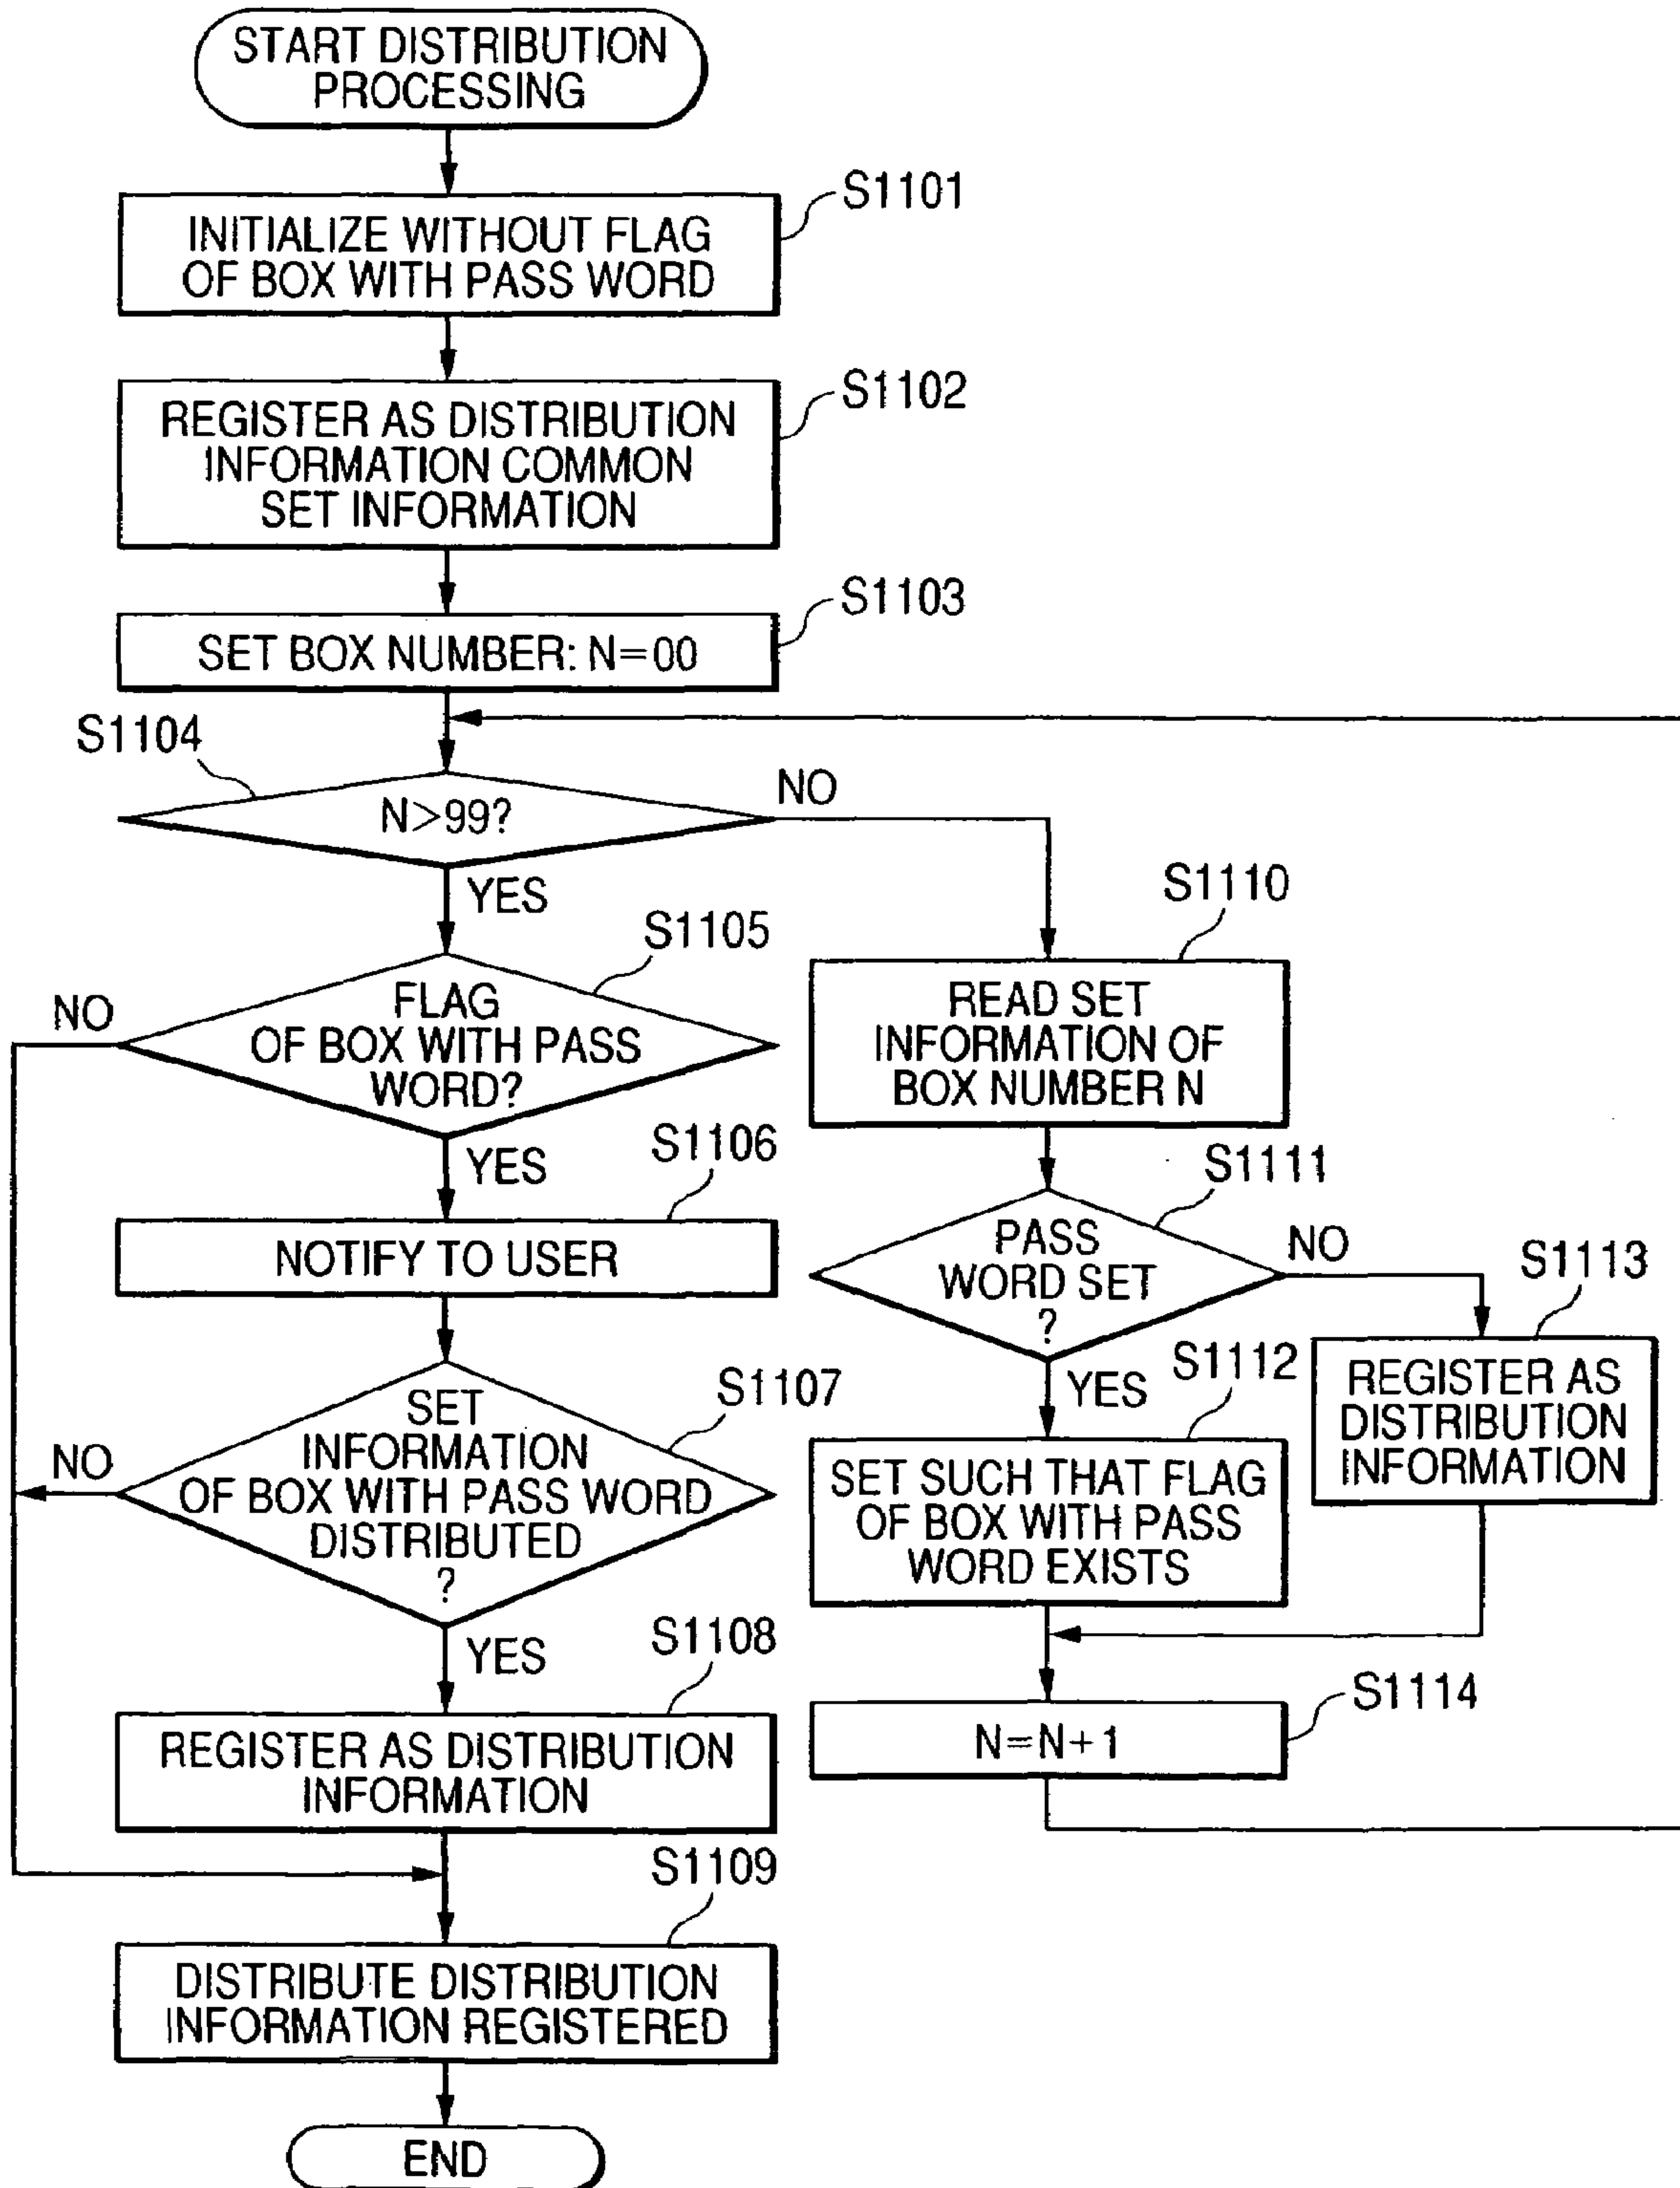 START DISTRIBUTION
PROCESSING
S1101
INITIALIZE WITHOUT FLAG
OF BOX WITH PASS WORD
S1102
REGISTER AS DISTRIBUTION
INFORMATION COMMON
SET INFORMATION
S1103
SET BOX NUMBER: N=00
S1104
N>99?
NO
YES
S1105
FLAG
OF BOX WITH PASS
WORD?
NO
YES
S1106
NOTIFY TO USER
S1107
SET
INFORMATION
OF BOX WITH PASS WORD
DISTRIBUTED
?
NO
YES
S1108
REGISTER AS DISTRIBUTION
INFORMATION
S1109
DISTRIBUTE DISTRIBUTION
INFORMATION REGISTERED
END
S1110
READ SET
INFORMATION OF
BOX NUMBER N
S1111
PASS
WORD SET
?
NO
YES
S1112
SET SUCH THAT FLAG
OF BOX WITH PASS
WORD EXISTS
S1113
REGISTER AS
DISTRIBUTION
INFORMATION
S1114
N=N+1